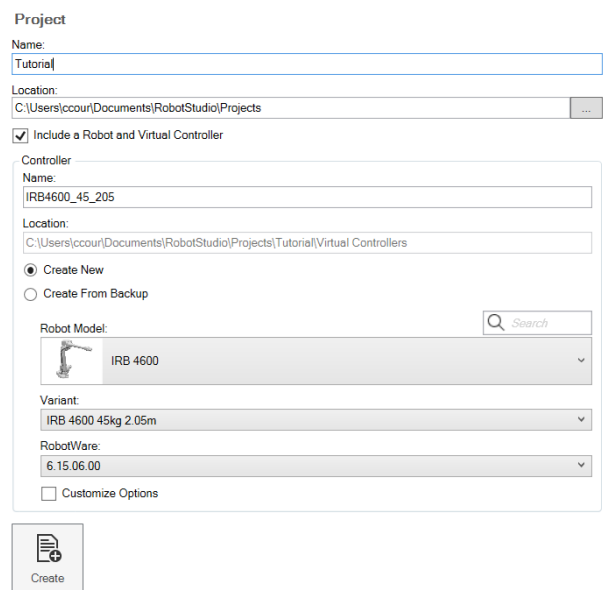 Project
Name:
Tutorial
Location:
C:\Users\ccour\Documents\RobotStudio\Projects
...
Include a Robot and Virtual Controller
Controller
Name:
IRB4600_45_205
Location:
C:\Users\ccour\Documents\RobotStudio\Projects\Tutorial\Virtual Controllers
Create New
Create From Backup
Search
Robot Model:
IRB 4600
Variant:
IRB 4600 45kg 2.05m
RobotWare:
6.15.06.00
Customize Options
Create